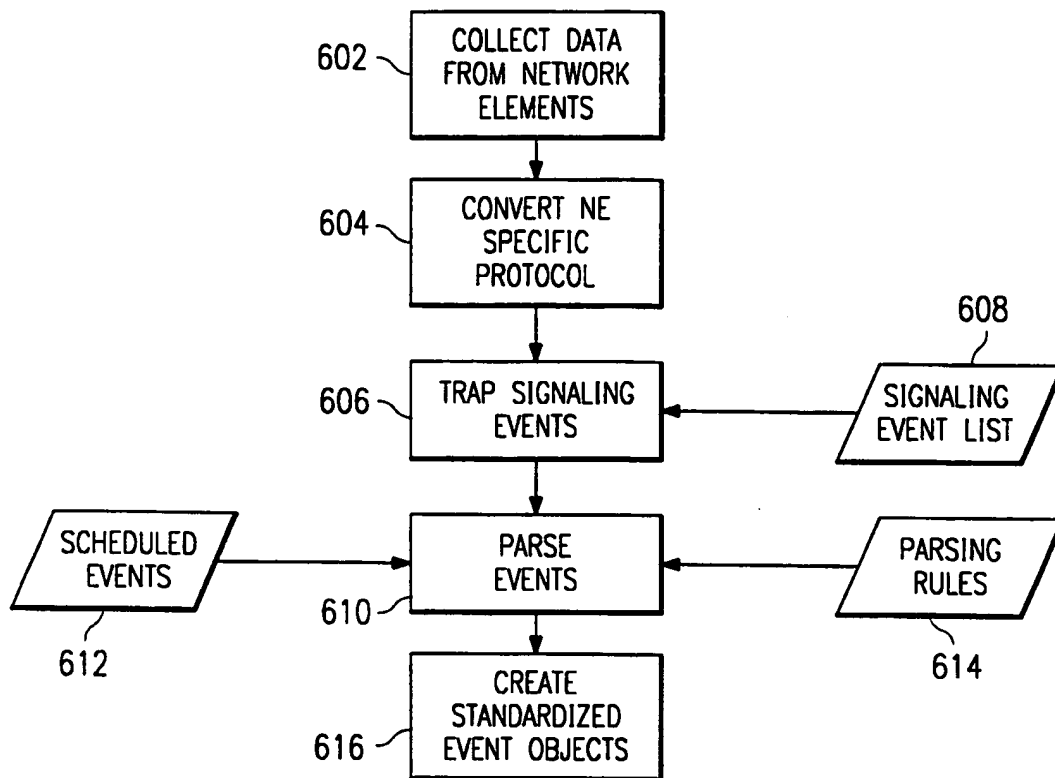 602
COLLECT DATA
FROM NETWORK
ELEMENTS
604
CONVERT NE
SPECIFIC
PROTOCOL
606
TRAP SIGNALING
EVENTS
608
SIGNALING
EVENT LIST
SCHEDULED
EVENTS
612
PARSE
EVENTS
610
PARSING
RULES
614
CREATE
STANDARDIZED
EVENT OBJECTS
616